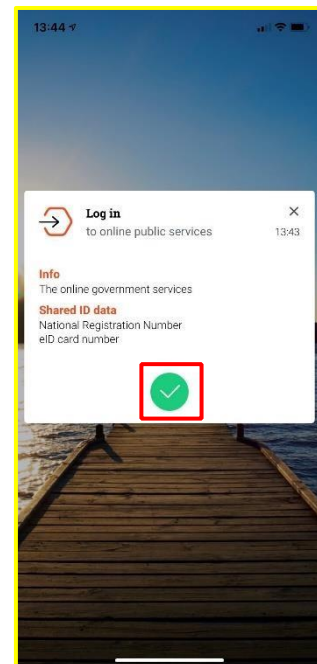 13:44
Log in
to online public services
13:43
Info
The online government services
Shared ID data
National Registration Number
eID card number